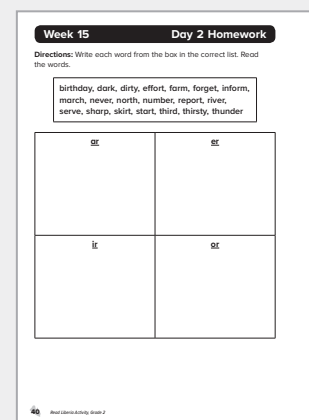 Week 15 Day 2 Homework
Directions: Write each word from the box in the correct list. Read
the words.
birthday, dark, dirty, effort, farm, forget, inform,
march, never, north, number, report, river,
serve, sharp, skirt, start, third, thirsty, thunder
ar er
ir or
40 Read Liberia Activity, Grade 2